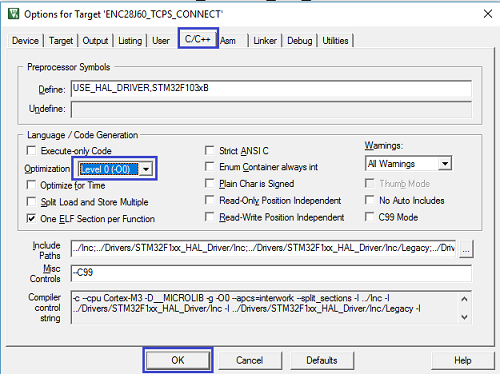 Options for Target 'ENC28J60_TCPS_CONNECT'
Device Target Output Listing User C/C++ Asm Linker Debug Utilities
Preprocessor Symbols
Define: USE_HAL_DRIVER,STM32F103xB
Undefine:
Language / Code Generation
Execute-only Code Strict ANSI C Warnings:
Optimization Level 0 (-O0) Enum Container always int All Warnings
Optimize for Time Plain Char is Signed Thumb Mode
Split Load and Store Multiple Read-Only Position Independent No Auto Includes
One ELF Section per Function Read-Write Position Independent C99 Mode
Include Paths ../Inc;../Drivers/STM32F1xx_HAL_Driver/Inc;../Drivers/STM32F1xx_HAL_Driver/Inc/Legacy;../Driv ...
Misc Controls --C99
Compiler control string -c --cpu Cortex-M3 -D__MICROLIB -g -O0 --apcs=interwork --split_sections -I ../Inc -I
../Drivers/STM32F1xx_HAL_Driver/Inc -I ../Drivers/STM32F1xx_HAL_Driver/Inc/Legacy -I
OK Cancel Defaults Help